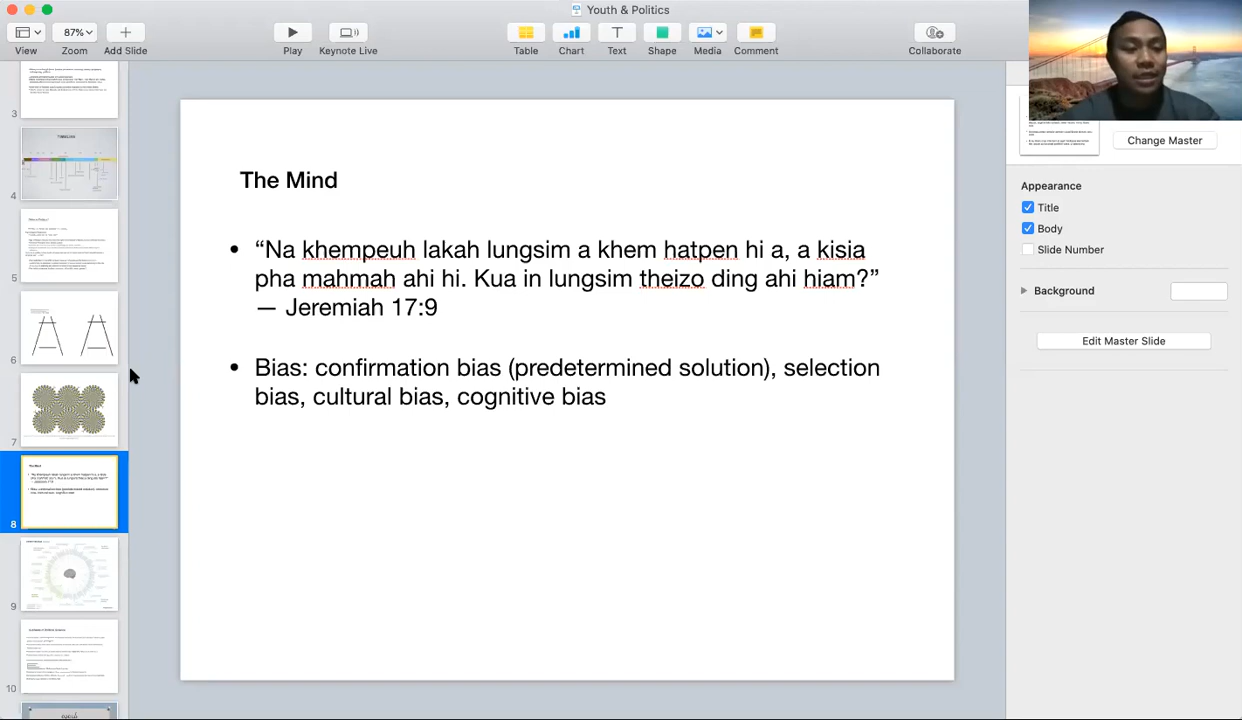 Youth & Politics
87%
View
Zoom
Add Slide
Play
Keynote Live
Table
Chart
Text
Shape
Media
Comment
Collaborate
3
4
5
6
7
8
9
10
The Mind
• “Na khempeuh lakah lungsim a khem hatpen hi a, a kisia
pha mahmah ahi hi. Kua in lungsim theizo ding ahi hiam?”
— Jeremiah 17:9
• Bias: confirmation bias (predetermined solution), selection
bias, cultural bias, cognitive bias
Change Master
Appearance
Title
Body
Slide Number
Background
Edit Master Slide